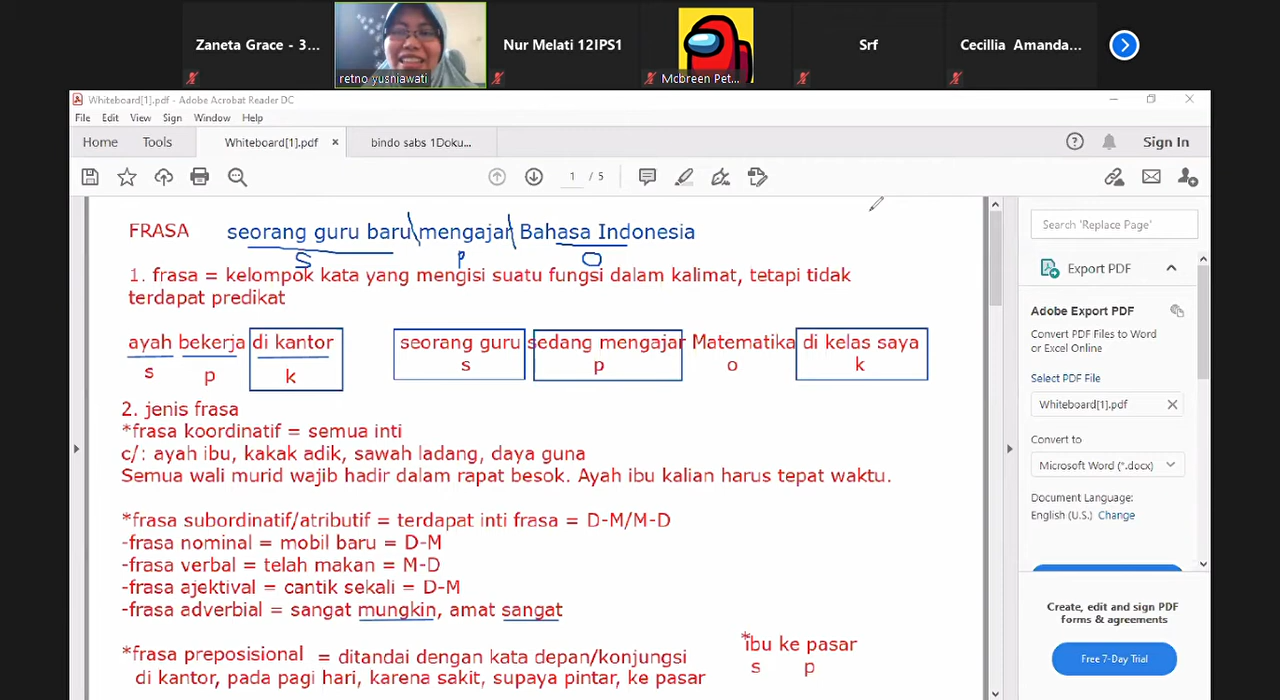 Zaneta Grace - 3...
retno yusniawati
Nur Melati 12IPS1
Mcbreen Pet...
Srf
Cecillia Amanda...
Whiteboard[1].pdf - Adobe Acrobat Reader DC
File Edit View Sign Window Help
Home Tools Whiteboard[1].pdf × bindo sabs 1Doku... Sign In
1 / 5
FRASA seorang guru baru\mengajar\Bahasa Indonesia
S p O
1. frasa = kelompok kata yang mengisi suatu fungsi dalam kalimat, tetapi tidak
terdapat predikat
ayah bekerja di kantor seorang guru sedang mengajar Matematika di kelas saya
s p k s p o k
2. jenis frasa
*frasa koordinatif = semua inti
c/: ayah ibu, kakak adik, sawah ladang, daya guna
Semua wali murid wajib hadir dalam rapat besok. Ayah ibu kalian harus tepat waktu.
*frasa subordinatif/atributif = terdapat inti frasa = D-M/M-D
-frasa nominal = mobil baru = D-M
-frasa verbal = telah makan = M-D
-frasa ajektival = cantik sekali = D-M
-frasa adverbial = sangat mungkin, amat sangat
*frasa preposisional = ditandai dengan kata depan/konjungsi
di kantor, pada pagi hari, karena sakit, supaya pintar, ke pasar
*ibu ke pasar
s p
Search 'Replace Page'
Export PDF
Adobe Export PDF
Convert PDF Files to Word
or Excel Online
Select PDF File
Whiteboard[1].pdf
Convert to
Microsoft Word (*.docx)
Document Language:
English (U.S.) Change
Create, edit and sign PDF
forms & agreements
Free 7-Day Trial